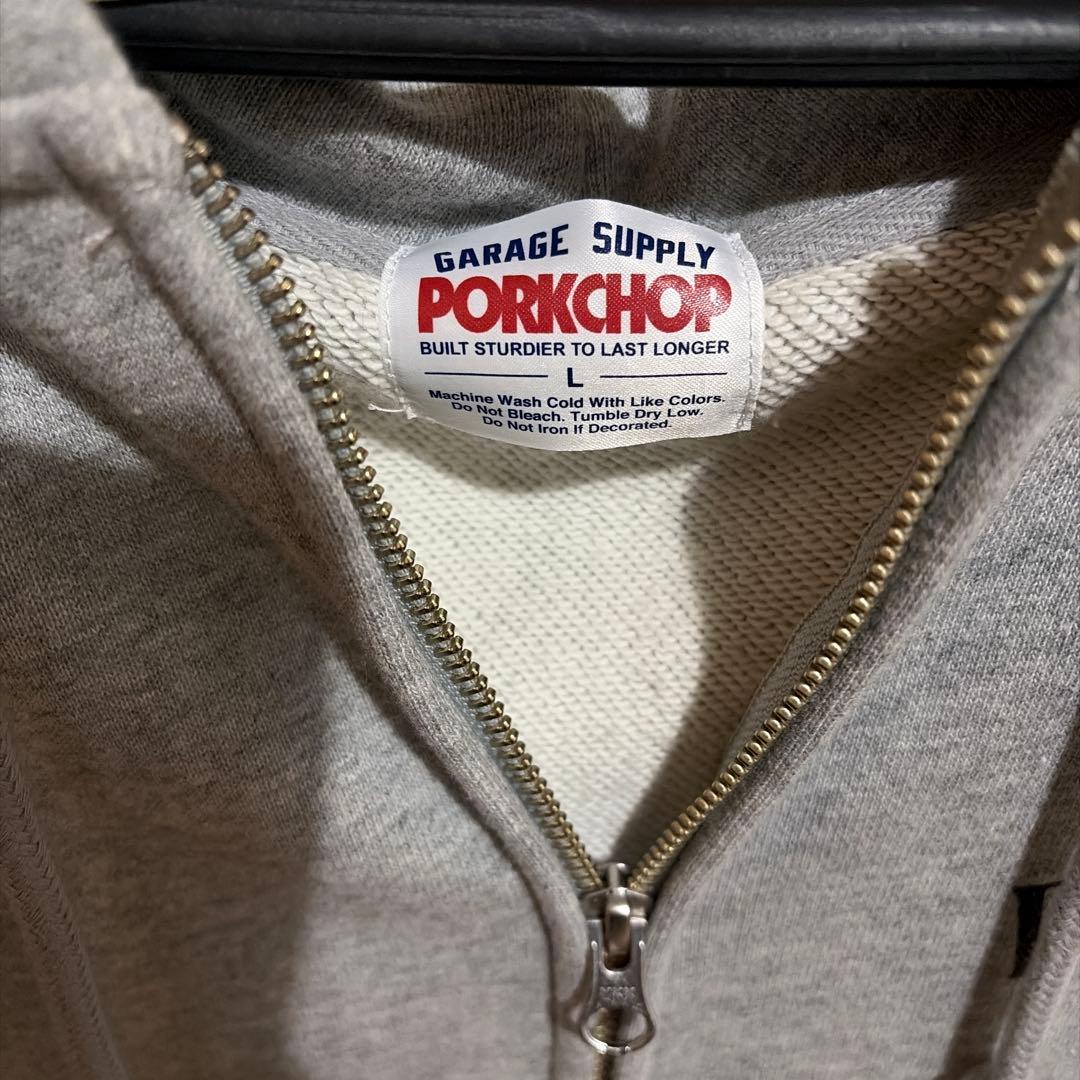 GARAGE SUPPLY
PORKCHOP
BUILT STURDIER TO LAST LONGER
L
Machine Wash Cold With Like Colors.
Do Not Bleach. Tumble Dry Low.
Do Not Iron If Decorated.